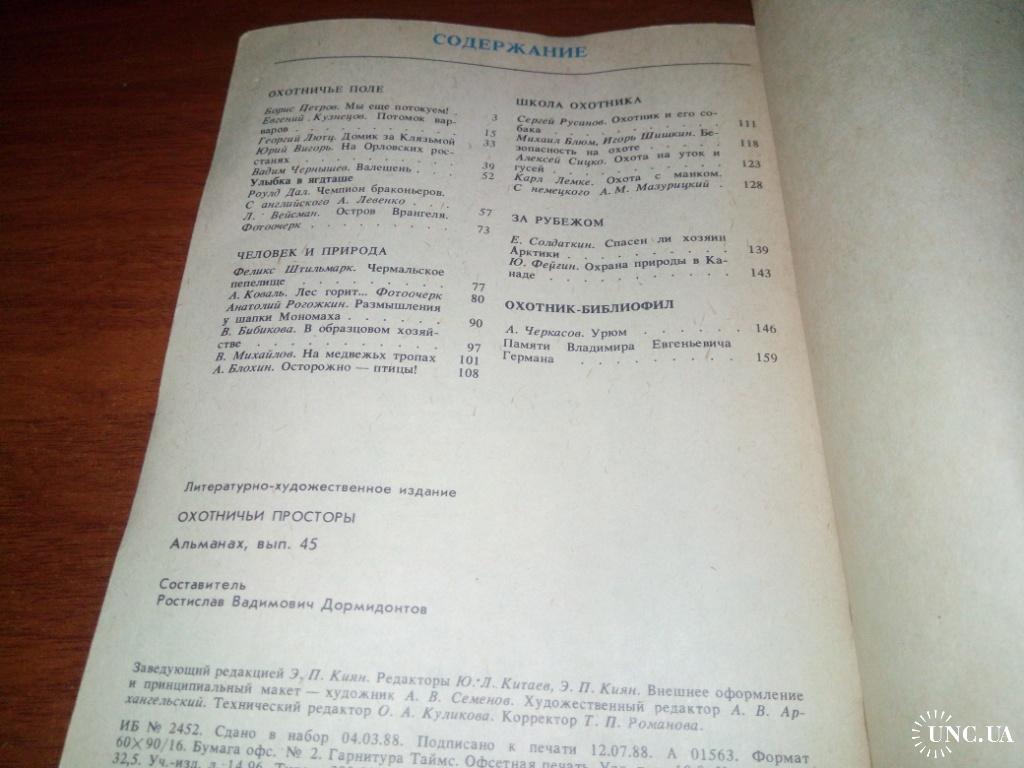 СОДЕРЖАНИЕ
ОХОТНИЧЬЕ ПОЛЕ
Борис Петров. Мы еще потокуем! 3
Евгений Кузнецов. Потомок вар-
варов . . . . . . . . . . . 15
Георгий Лютц. Домик за Клязьмой 33
Юрий Вигорь. На Орловских рос-
станях . . . . . . . . . . 39
Вадим Чернышев. Валешень . . . 52
Улыбка в ягдташе
Роулд Дал. Чемпион браконьеров.
С английского А. Левенко . . . 57
Л. Вейсман. Остров Врангеля.
Фотоочерк . . . . . . . . . 73
ЧЕЛОВЕК И ПРИРОДА
Феликс Штильмарк. Чермальское
пепелище . . . . . . . . . 77
А. Коваль. Лес горит... Фотоочерк 80
Анатолий Рогожкин. Размышления
у шапки Мономаха . . . . . . 90
В. Бибикова. В образцовом хозяй-
стве . . . . . . . . . . . 97
В. Михайлов. На медвежьх тропах 101
А. Блохин. Осторожно — птицы! 108
ШКОЛА ОХОТНИКА
Сергей Русанов. Охотник и его со-
бака . . . . . . . . . . . 111
Михаил Блюм, Игорь Шишкин. Бе-
зопасность на охоте . . . . . 118
Алексей Сицко. Охота на уток и
гусей . . . . . . . . . . . 123
Карл Лемке. Охота с манком.
С немецкого А. М. Мазурицкий . 128
ЗА РУБЕЖОМ
Е. Солдаткин. Спасен ли хозяин
Арктики . . . . . . . . . . 139
Ю. Фейгин. Охрана природы в Ка-
наде . . . . . . . . . . . 143
ОХОТНИК-БИБЛИОФИЛ
А. Черкасов. Урюм . . . . . . 146
Памяти Владимира Евгеньевича
Германа . . . . . . . . . . 159
Литературно-художественное издание
ОХОТНИЧЬИ ПРОСТОРЫ
Альманах, вып. 45
Составитель
Ростислав Вадимович Дормидонтов
Заведующий редакцией Э. П. Киян. Редакторы Ю. Л. Китаев, Э. П. Киян. Внешнее оформление
и принципиальный макет — художник А. В. Семенов. Художественный редактор А. В. Ар-
хангельский. Технический редактор О. А. Куликова. Корректор Т. П. Романова.
ИБ № 2452. Сдано в набор 04.03.88. Подписано к печати 12.07.88. А 01563. Формат
60×90/16. Бумага офс. № 2. Гарнитура Таймс. Офсетная печать.
32,5. Уч.-изд. л. 14,96.
UNC.UA